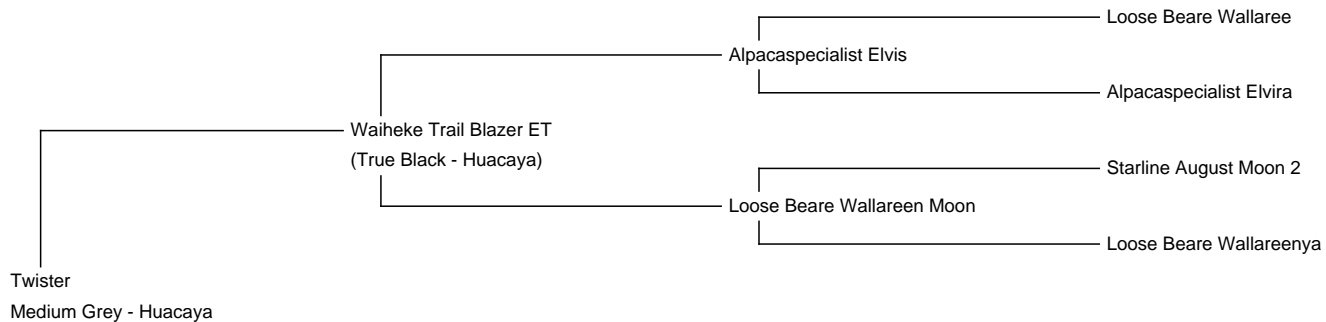 Loose Beare Wallaree
Alpacaspecialist Elvis
Alpacaspecialist Elvira
Waiheke Trail Blazer ET
(True Black - Huacaya)
Starline August Moon 2
Loose Beare Wallareen Moon
Loose Beare Wallareenya
Twister
Medium Grey - Huacaya